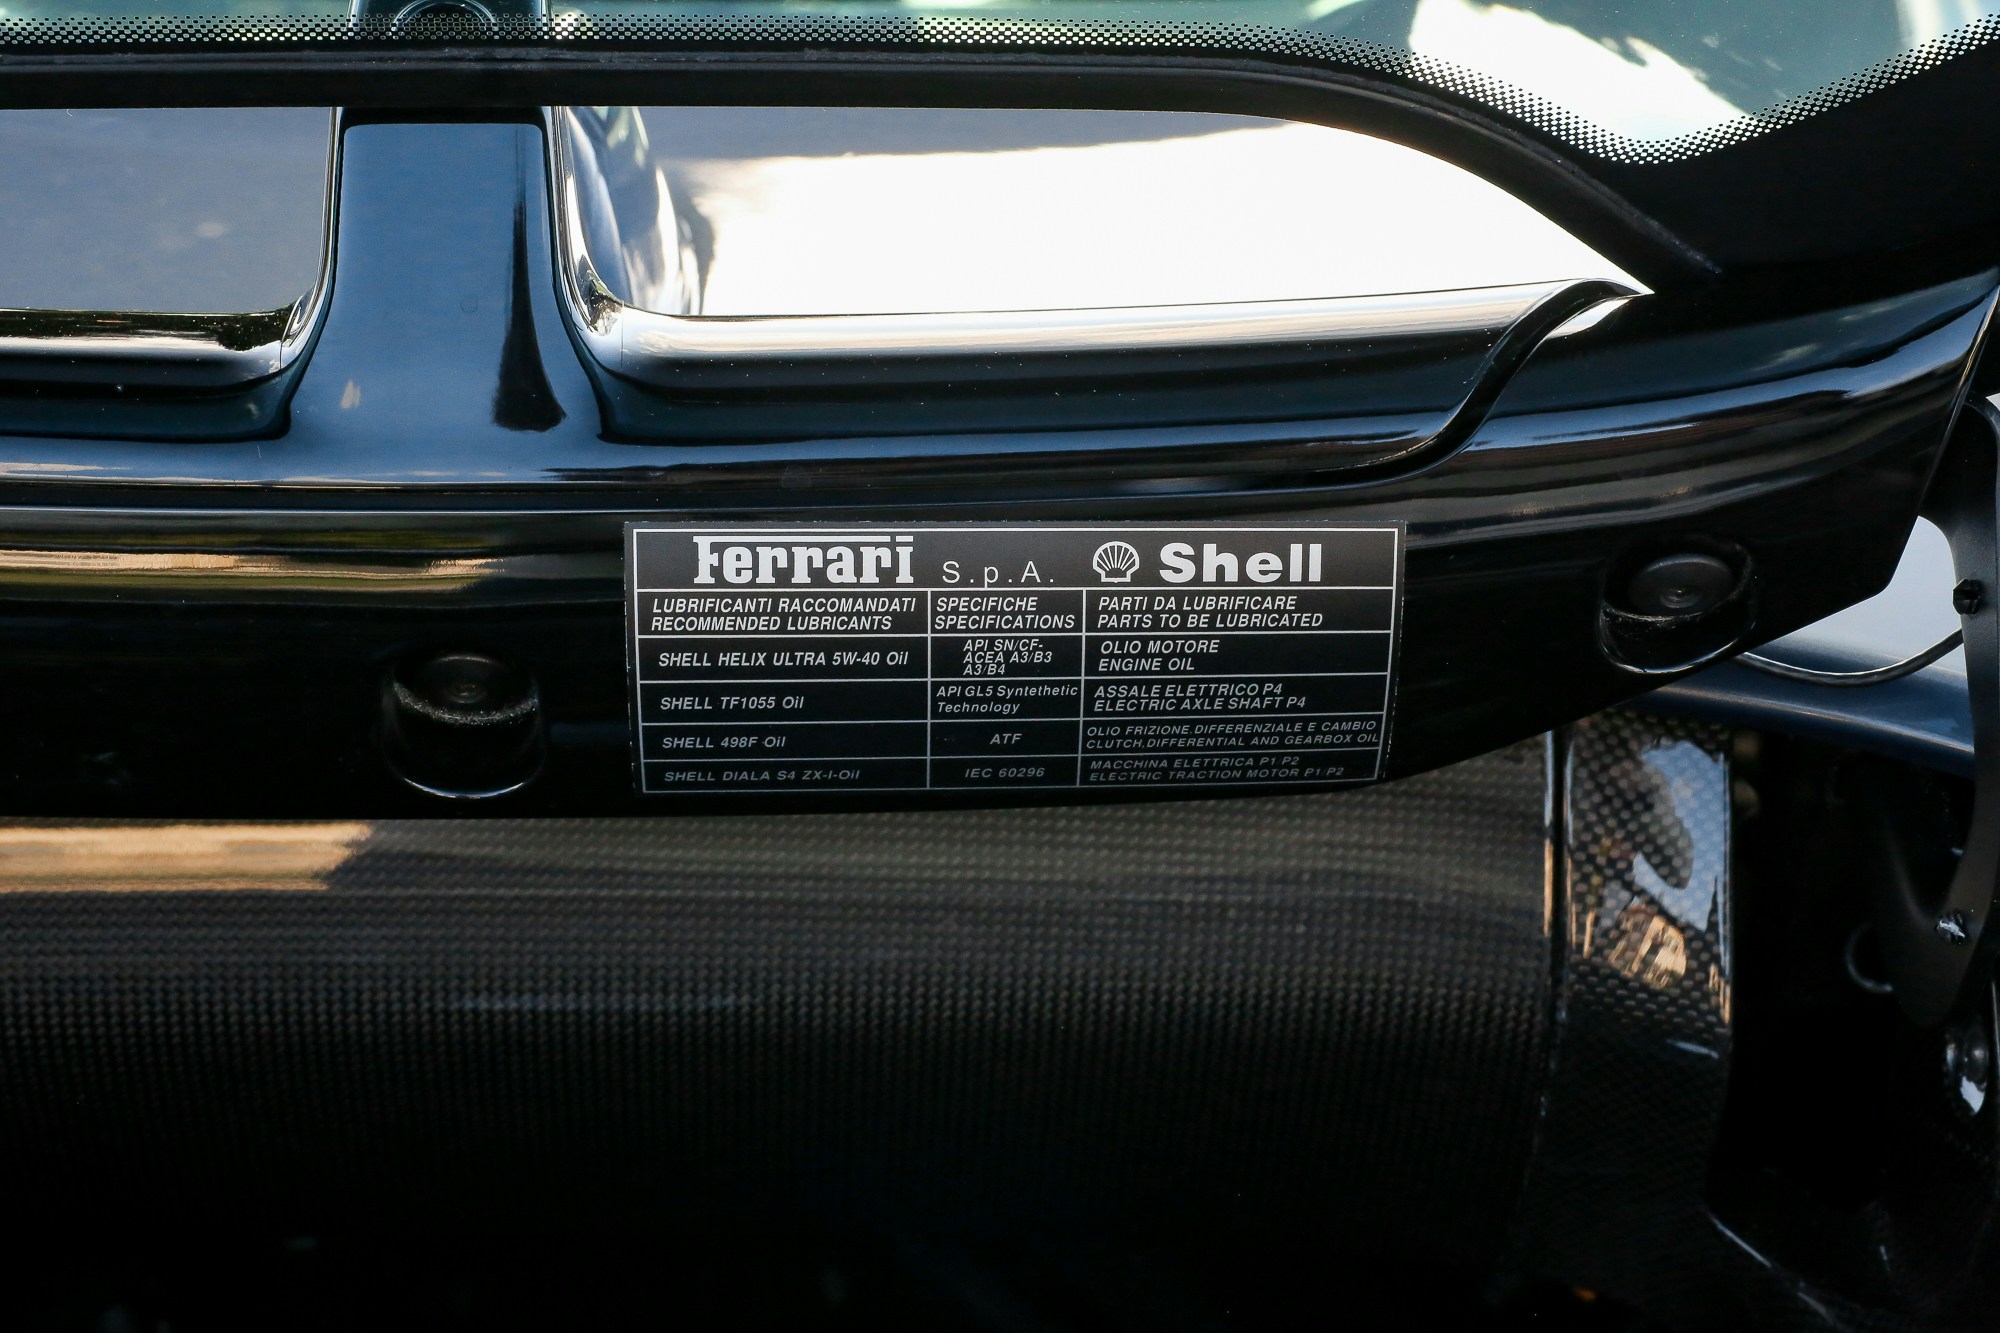 Ferrari S.p.A. Shell
LUBRIFICANTI RACCOMANDATI
RECOMMENDED LUBRICANTS
SPECIFICHE
SPECIFICATIONS
PARTI DA LUBRIFICARE
PARTS TO BE LUBRICATED
SHELL HELIX ULTRA 5W-40 Oil
API SN/CF-
ACEA A3/B3
A3/B4
OLIO MOTORE
ENGINE OIL
SHELL TF1055 Oil
API GL5 Syntethetic
Technology
ASSALE ELETTRICO P4
ELECTRIC AXLE SHAFT P4
SHELL 498F Oil
ATF
OLIO FRIZIONE.DIFFERENZIALE E CAMBIO
CLUTCH.DIFFERENTIAL AND GEARBOX OIL
SHELL DIALA S4 ZX-I-Oil
IEC 60296
MACCHINA ELETTRICA P1 P2
ELECTRIC TRACTION MOTOR P1 P2